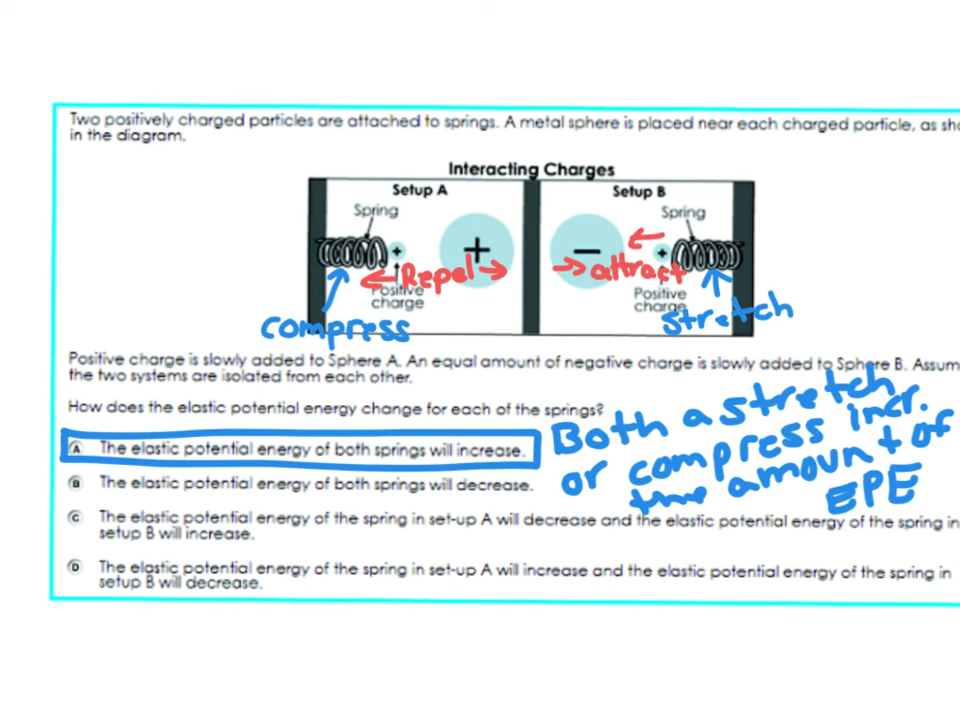 Two positively charged particles are attached to springs. A metal sphere is placed near each charged particle, as sho
in the diagram.
Interacting Charges
Setup A
Setup B
Spring
Spring
+
+
−
+
Repel
attract
Positive
charge
Positive
charge
compress
stretch
Positive charge is slowly added to Sphere A. An equal amount of negative charge is slowly added to Sphere B. Assum
the two systems are isolated from each other.
How does the elastic potential energy change for each of the springs?
A The elastic potential energy of both springs will increase.
B The elastic potential energy of both springs will decrease.
C The elastic potential energy of the spring in set-up A will decrease and the elastic potential energy of the spring in
setup B will increase.
D The elastic potential energy of the spring in set-up A will increase and the elastic potential energy of the spring in
setup B will decrease.
Both a stretch
or compress incr.
the amount of
EPE